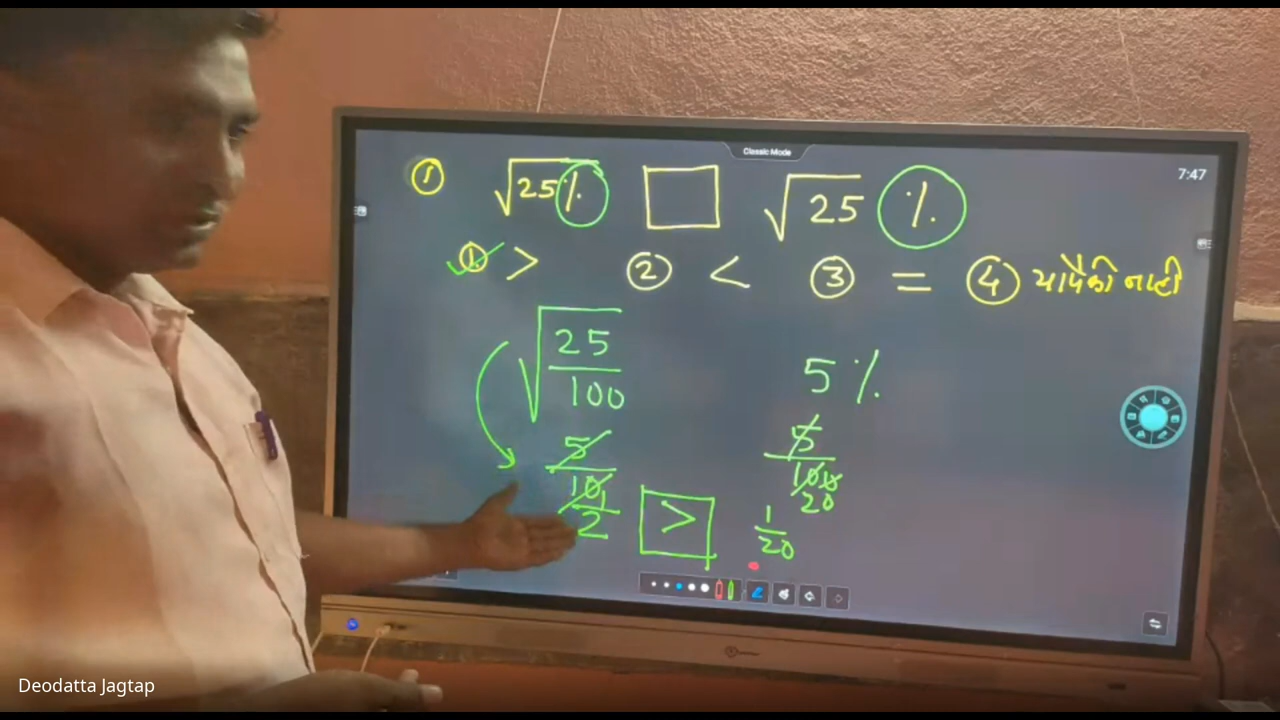 Classic Mode
7:47
① √25% □ √25 %
① > ② < ③ = ④ यांपैकी नाही
√25/100 5%
5/10 5/100
20
1/2 > 1/20
Deodatta Jagtap